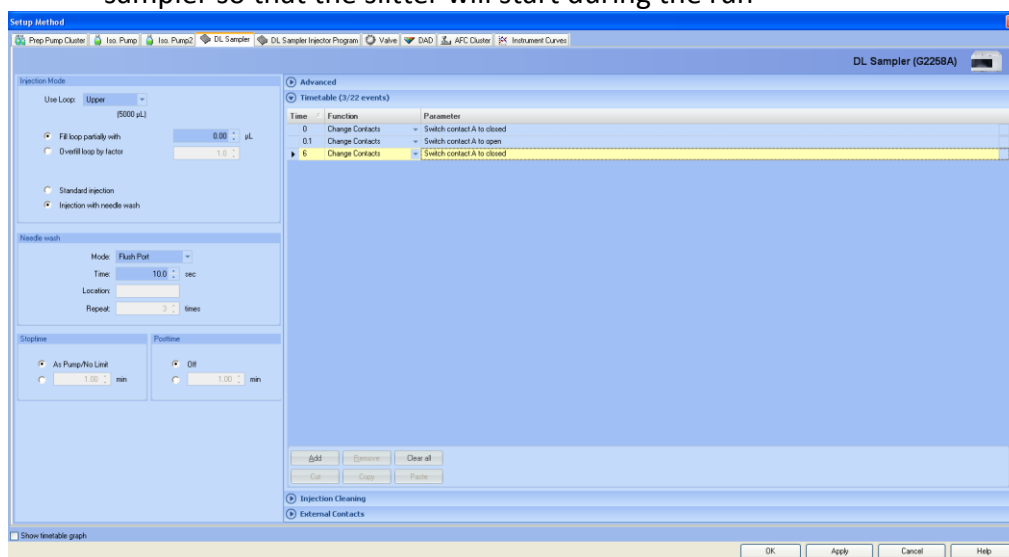 sampler so that the slitter will start during the run
Setup Method
Prep Pump Cluster Iso. Pump Iso. Pump2 DL Sampler DL Sampler Injector Program Valve DAD AFC Cluster Instrument Curves
DL Sampler (G2258A)
Injection Mode
Use Loop: Upper
(5000 µL)
Fill loop partially with 0.00 µL
Overfill loop by factor 1.0
Standard injection
Injection with needle wash
Needle wash
Mode: Flush Port
Time: 10.0 sec
Location:
Repeat: 3 times
Stoptime
As Pump/No Limit
1.00 min
Posttime
Off
1.00 min
Advanced
Timetable (3/22 events)
Time Function Parameter
0 Change Contacts Switch contact A to closed
0.1 Change Contacts Switch contact A to open
6 Change Contacts Switch contact A to closed
Add Remove Clear all
Cut Copy Paste
Injection Cleaning
External Contacts
Show timetable graph
OK Apply Cancel Help